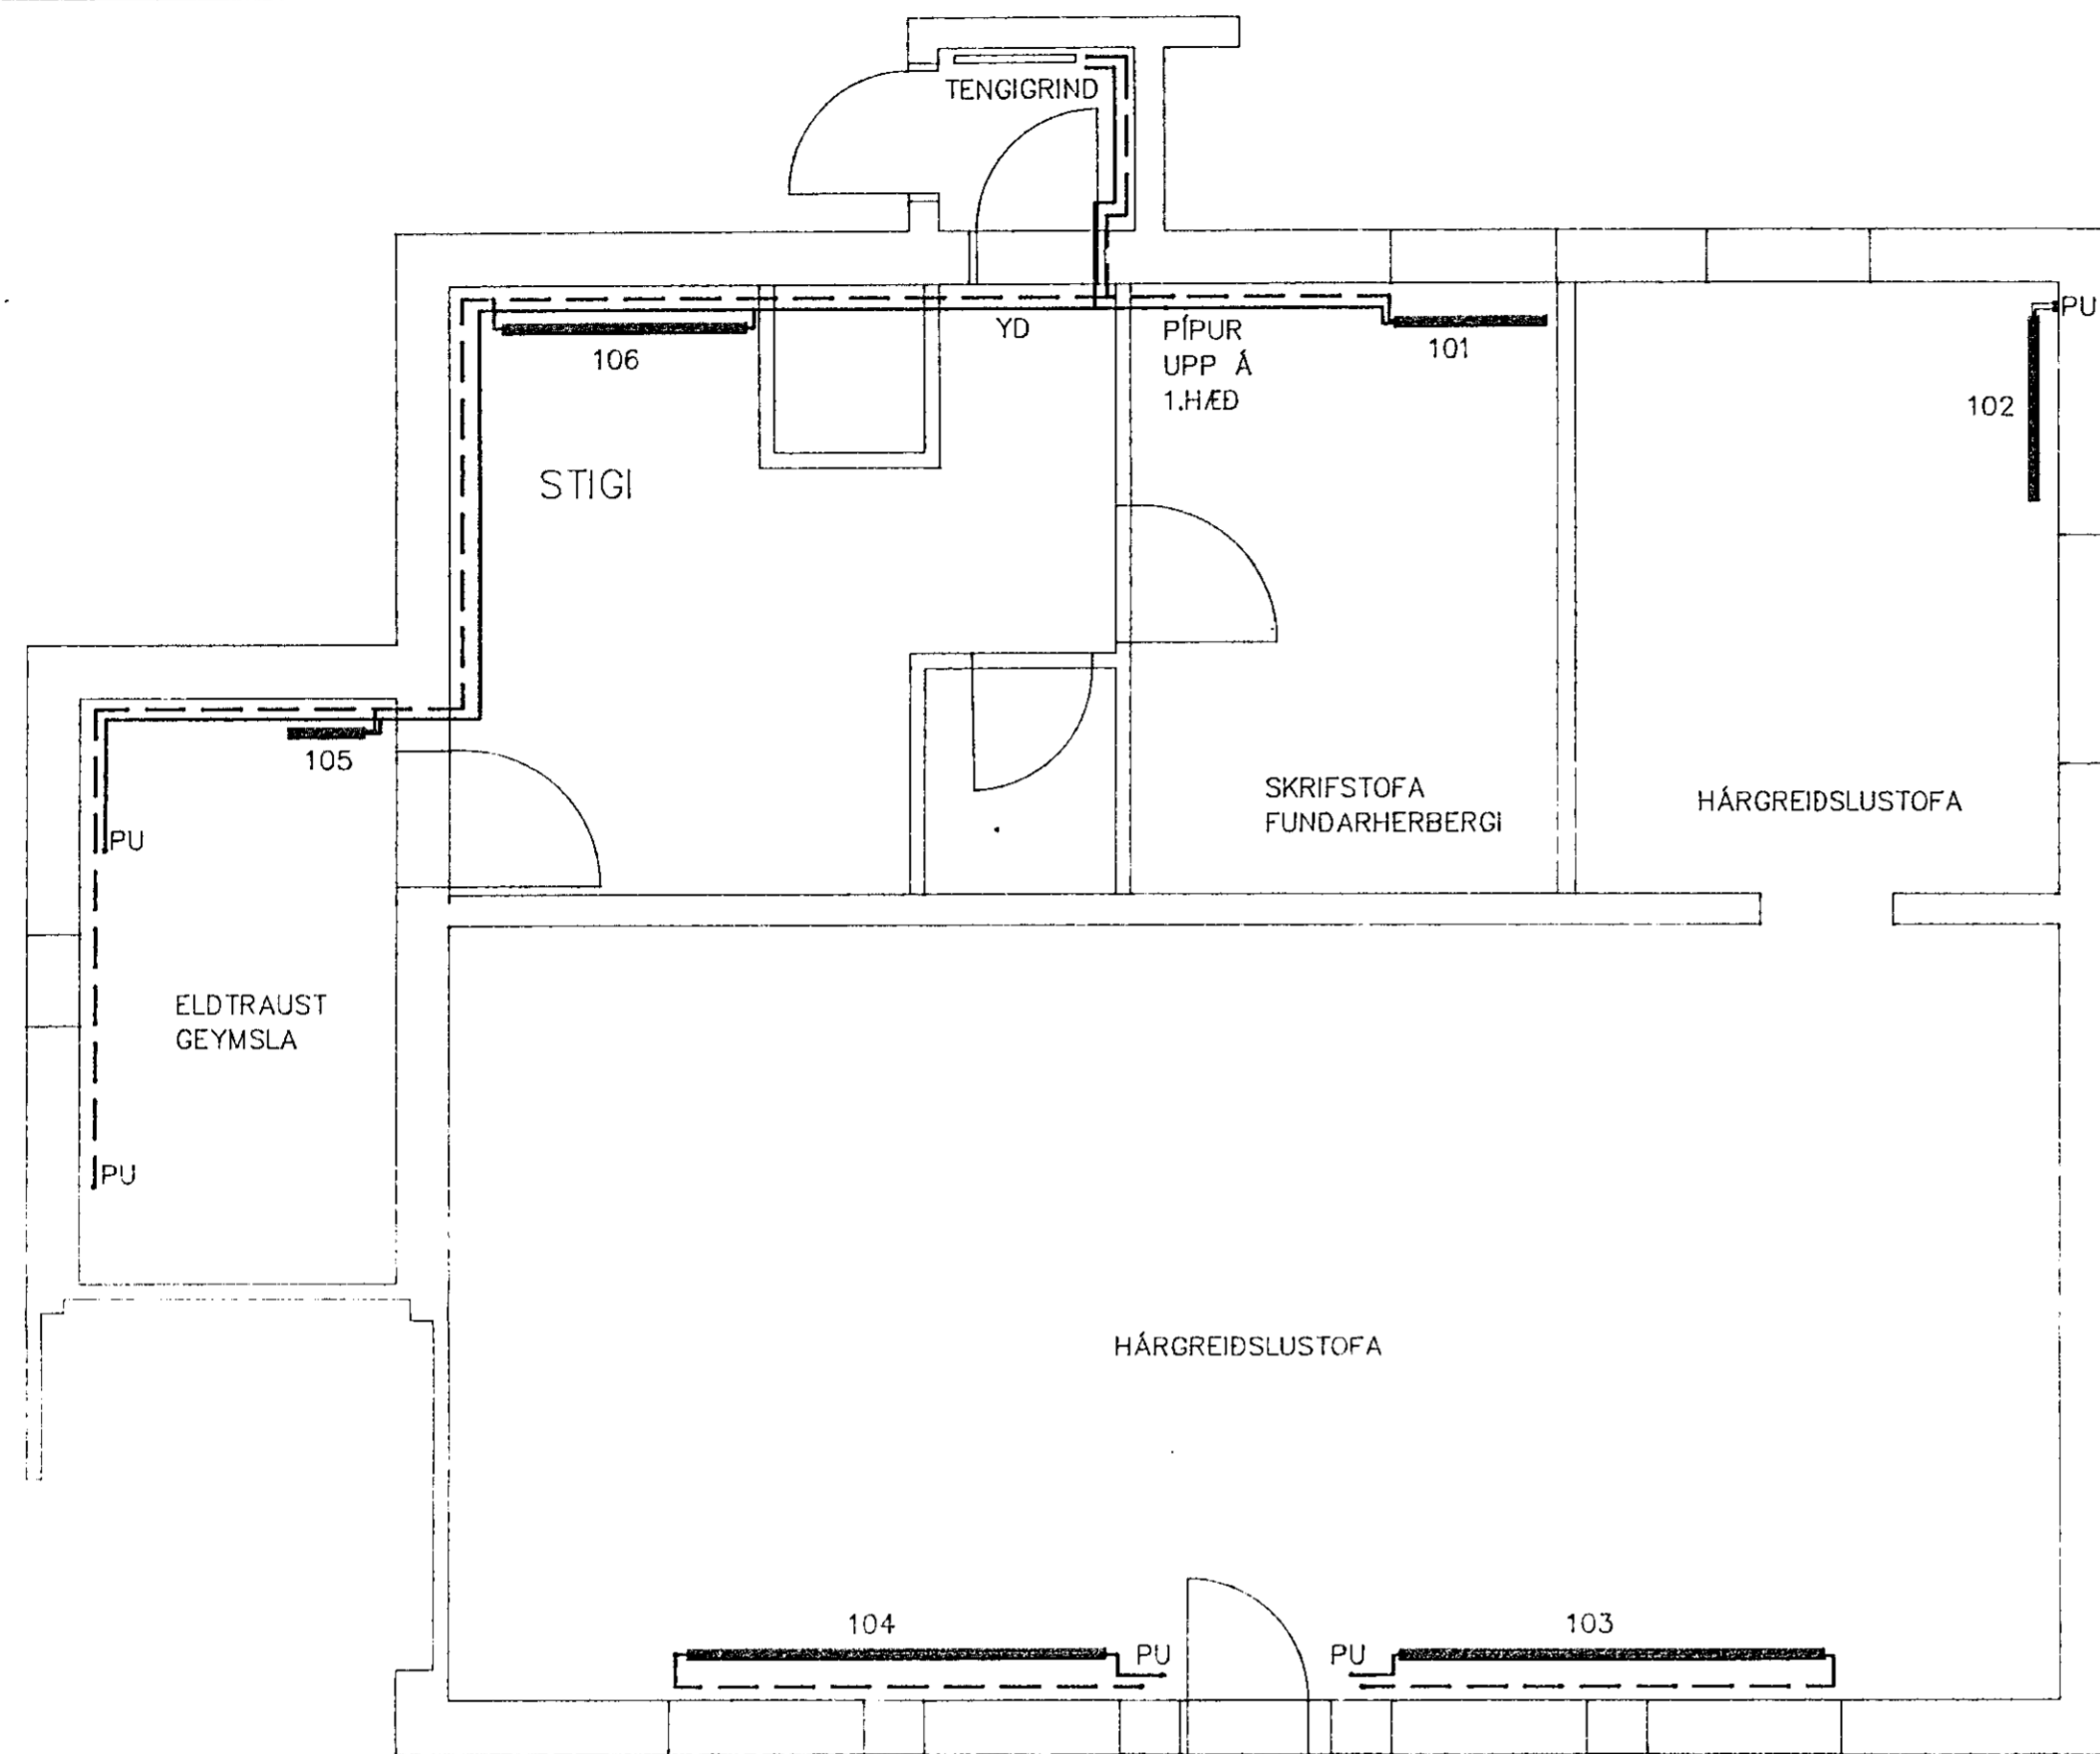 TENGIGRIND
PU
YD
PÍPUR
UPP Á
1.HÆÐ
101
106
102
STIGI
105
SKRIFSTOFA
FUNDARHERBERGI
HÁRGREIÐSLUSTOFA
PU
ELDTRAUST
GEYMSLA
PU
HÁRGREIÐSLUSTOFA
104
103
PU
PU